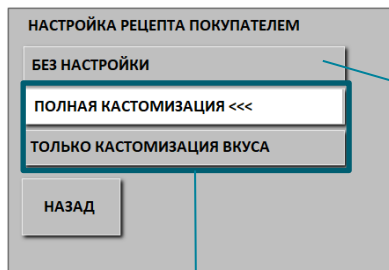 НАСТРОЙКА РЕЦЕПТА ПОКУПАТЕЛЕМ
БЕЗ НАСТРОЙКИ
ПОЛНАЯ КАСТОМИЗАЦИЯ <<<
ТОЛЬКО КАСТОМИЗАЦИЯ ВКУСА
НАЗАД